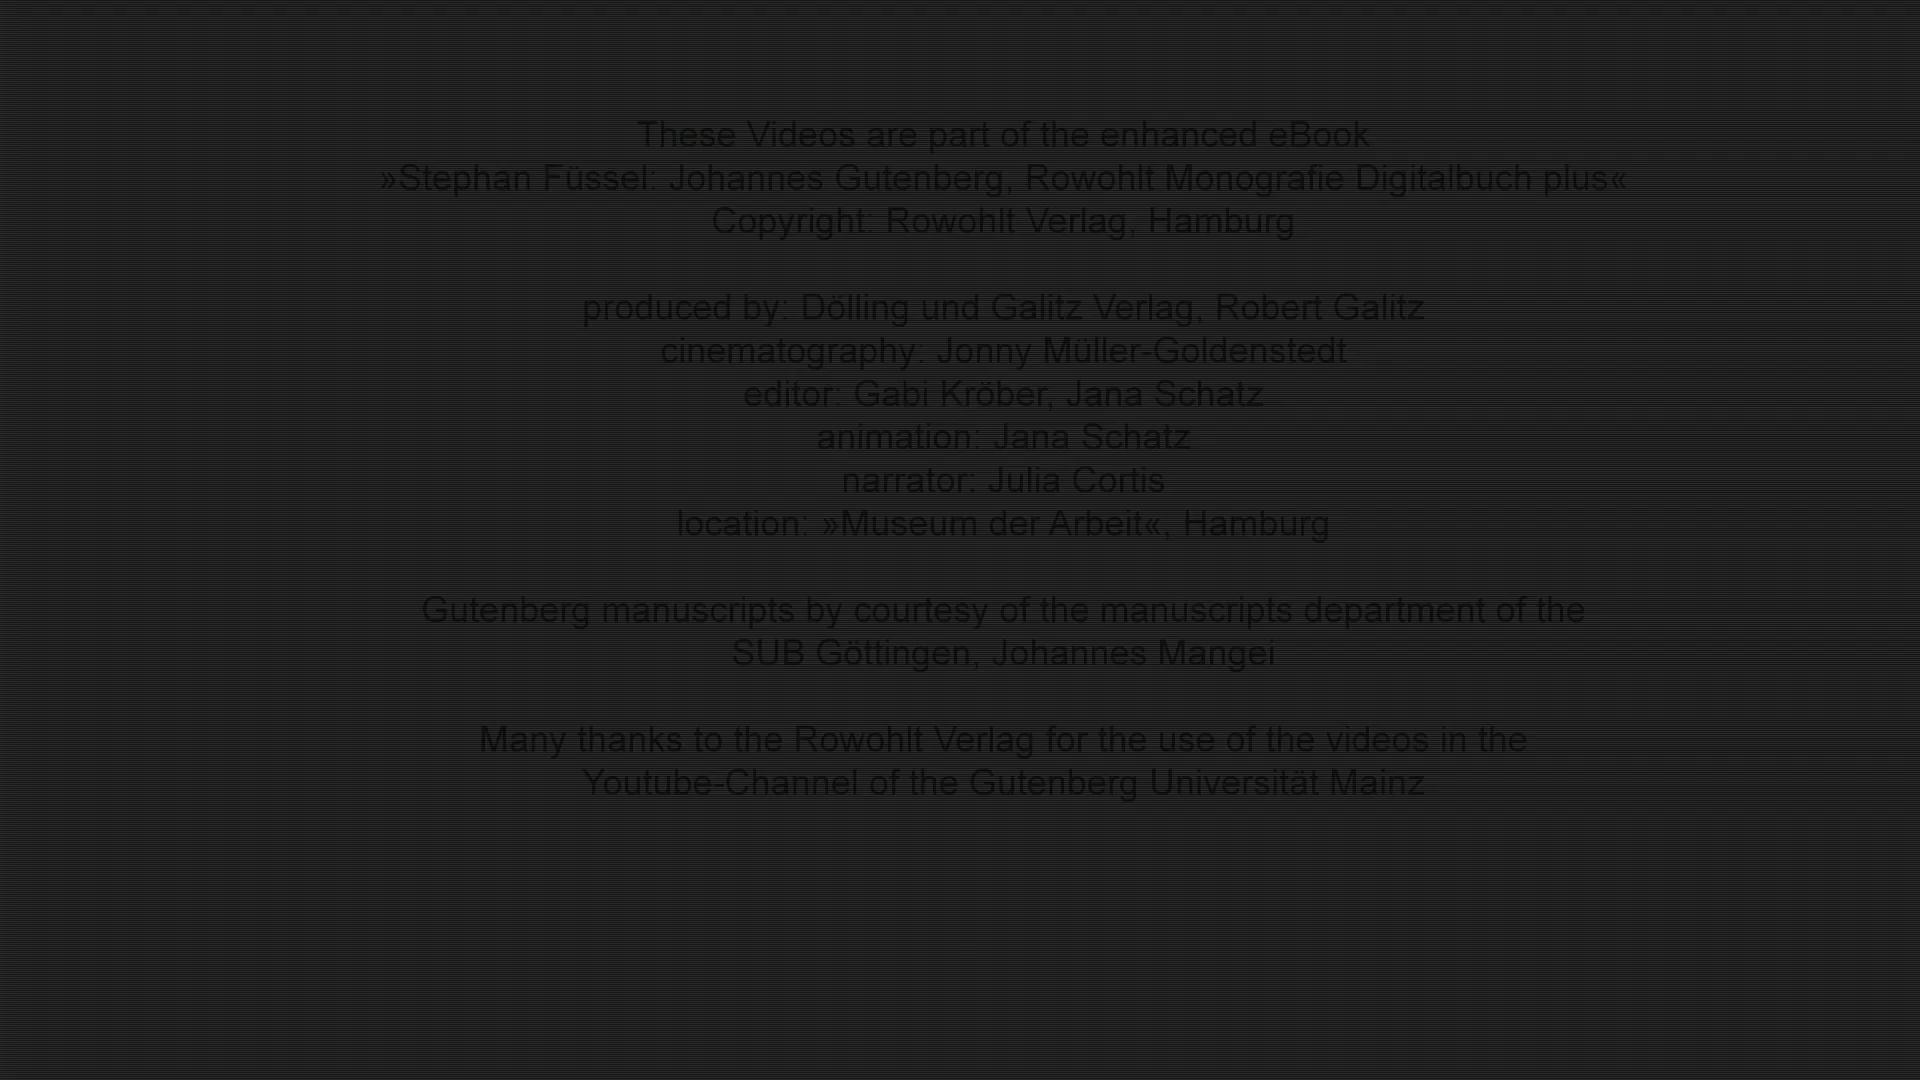 These Videos are part of the enhanced eBook
»Stephan Füssel: Johannes Gutenberg, Rowohlt Monografie Digitalbuch plus«
Copyright: Rowohlt Verlag, Hamburg
produced by: Dölling und Galitz Verlag, Robert Galitz
cinematography: Jonny Müller-Goldenstedt
editor: Gabi Kröber, Jana Schatz
animation: Jana Schatz
narrator: Julia Cortis
location: »Museum der Arbeit«, Hamburg
Gutenberg manuscripts by courtesy of the manuscripts department of the
SUB Göttingen, Johannes Mangei
Many thanks to the Rowohlt Verlag for the use of the videos in the
Youtube-Channel of the Gutenberg Universität Mainz